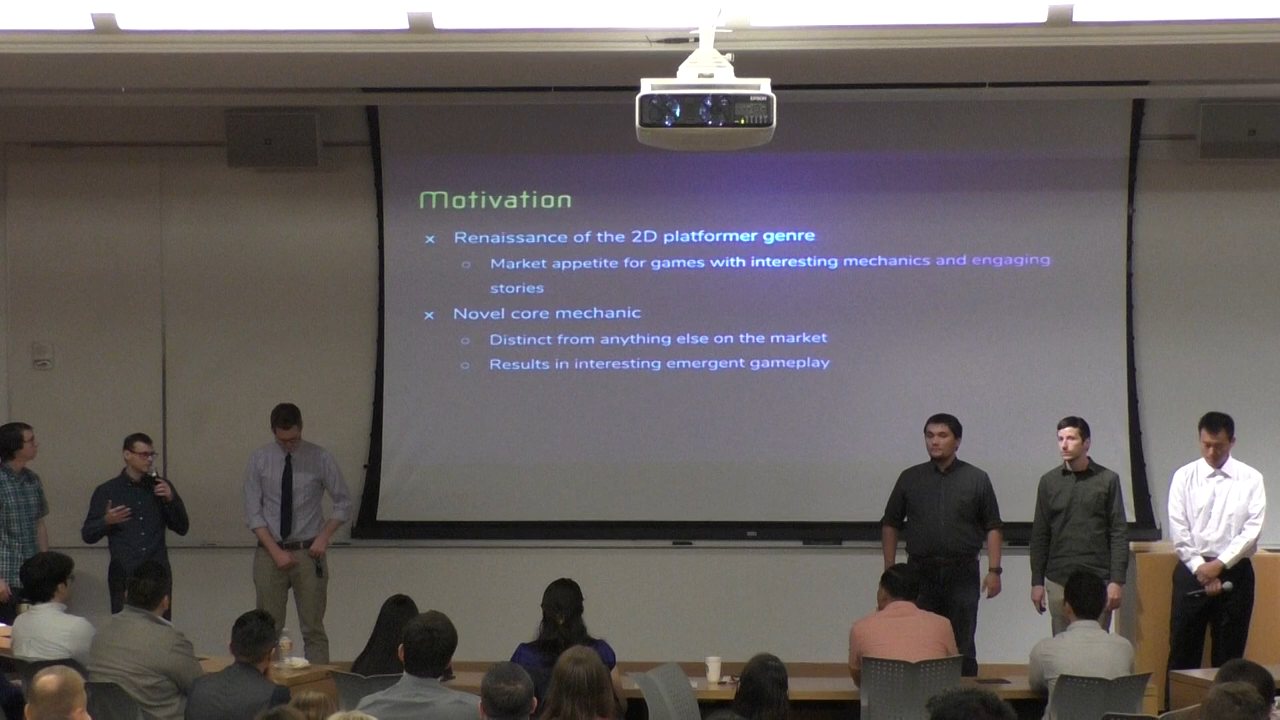 EPSON
Motivation
x Renaissance of the 2D platformer genre
o Market appetite for games with interesting mechanics and engaging
stories
x Novel core mechanic
o Distinct from anything else on the market
o Results in interesting emergent gameplay